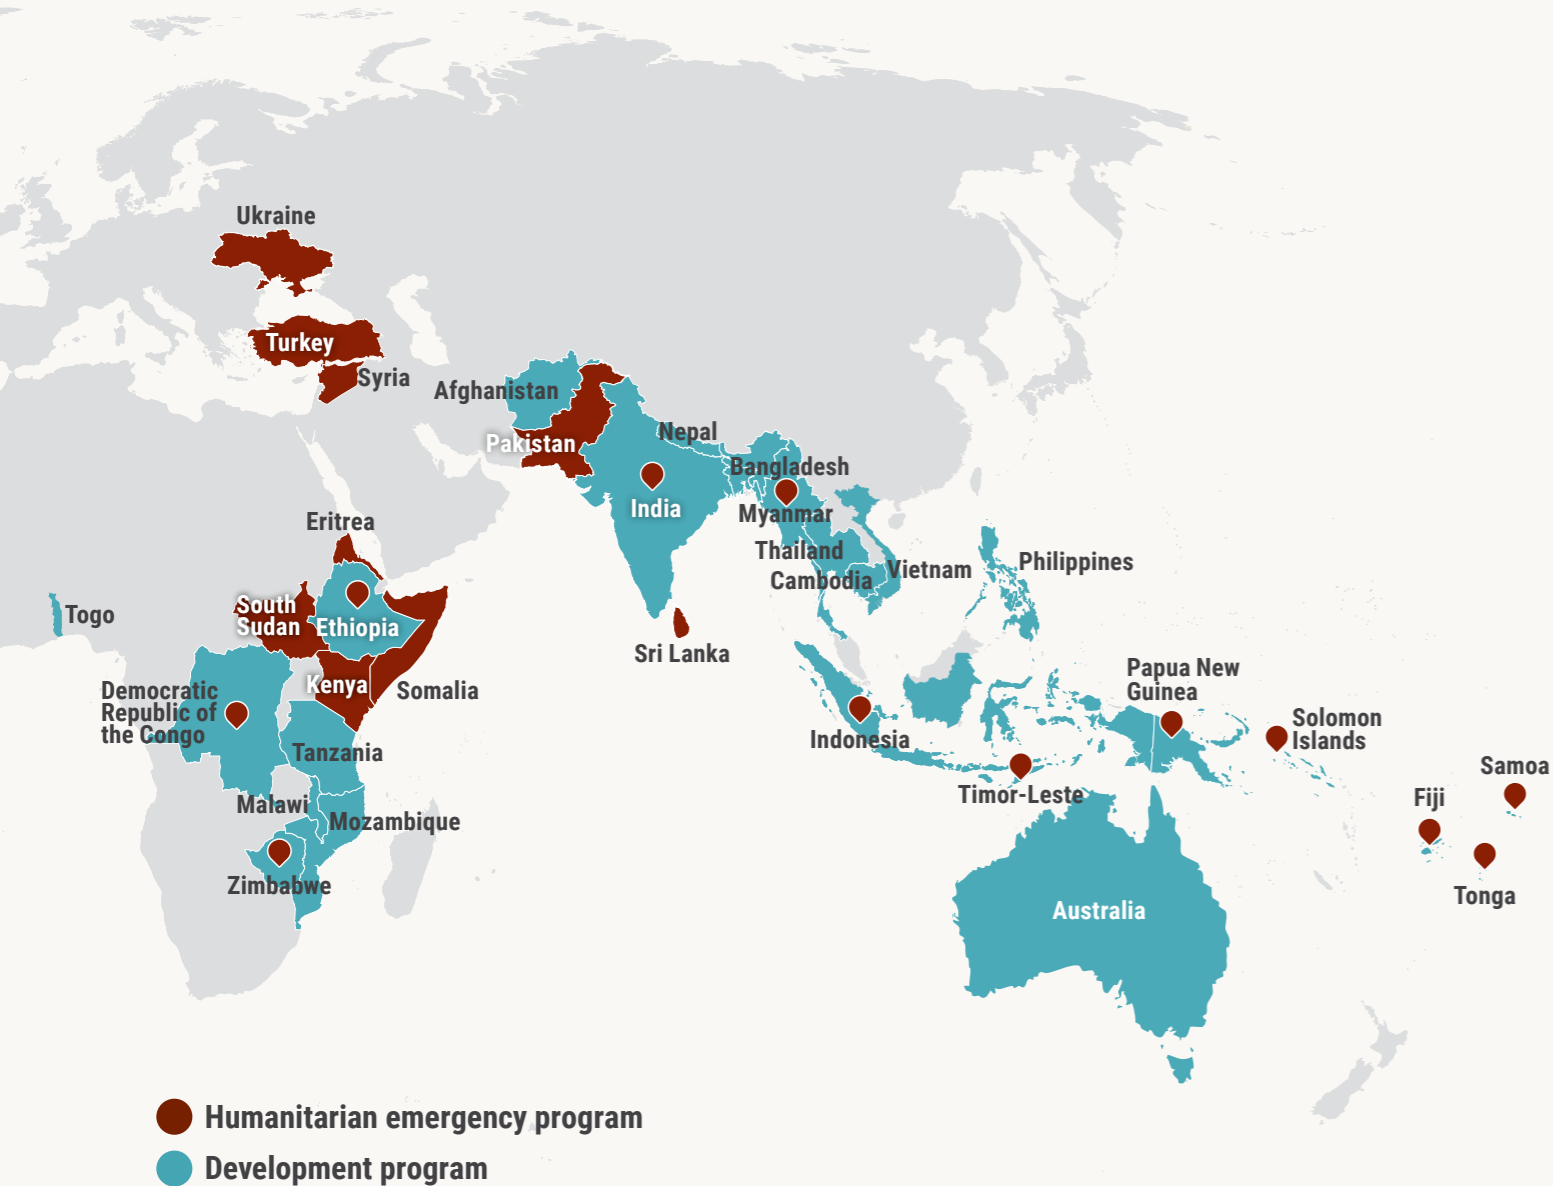 Ukraine
Turkey
Syria
Afghanistan
Pakistan
Nepal
Bangladesh
India
Myanmar
Eritrea
Thailand
Vietnam
Philippines
Cambodia
Togo
South
Sudan
Ethiopia
Sri Lanka
Kenya
Somalia
Democratic
Republic of
the Congo
Papua New
Guinea
Solomon
Islands
Indonesia
Tanzania
Samoa
Timor-Leste
Fiji
Malawi
Mozambique
Zimbabwe
Tonga
Australia
Humanitarian emergency program
Development program